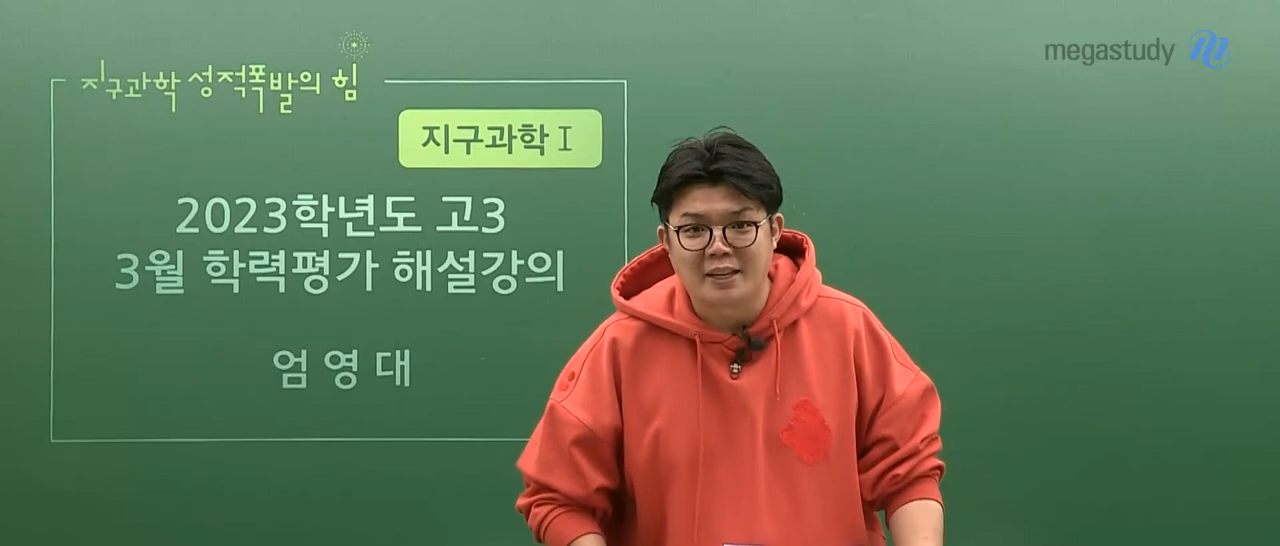 megastudy
지구과학 성적폭발의 힘
지구과학 I
2023학년도 고3
3월 학력평가 해설강의
엄영대